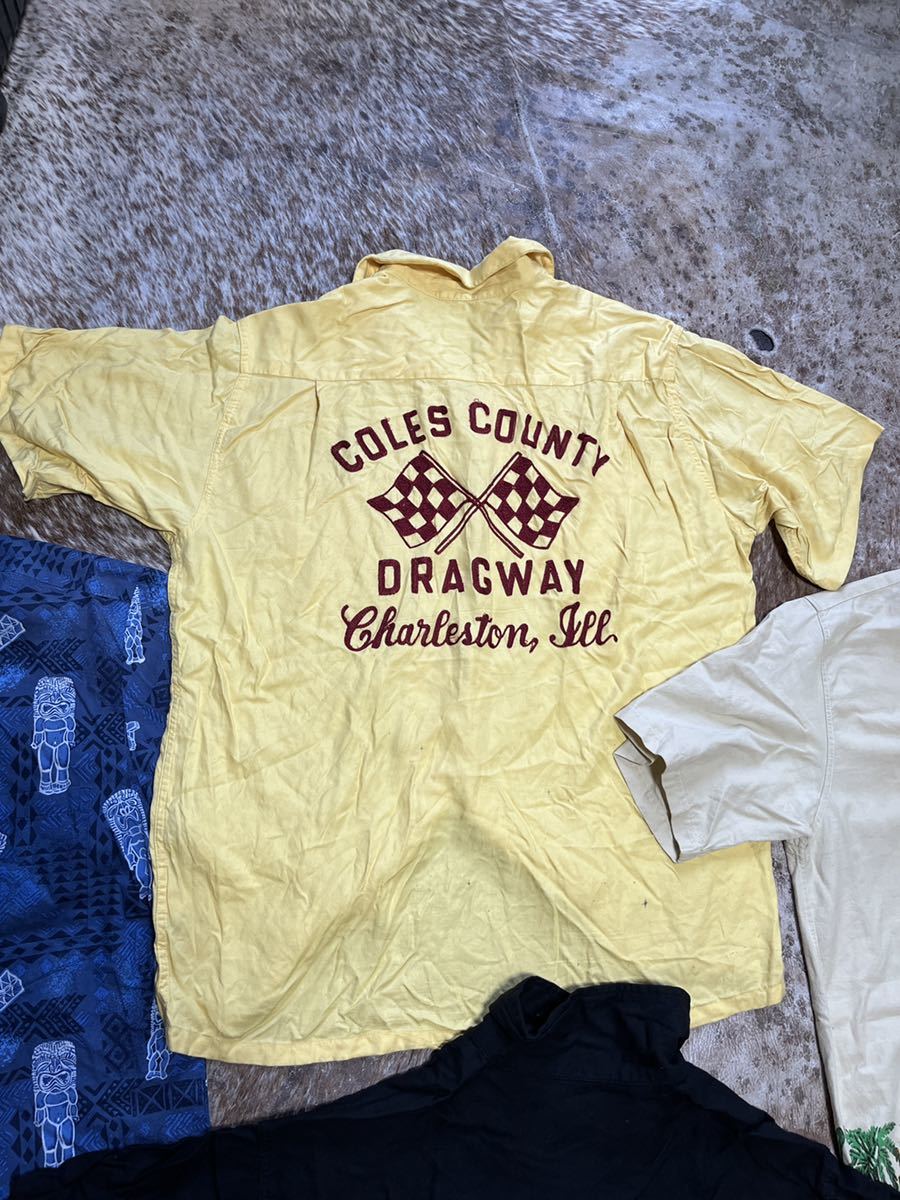 COLES COUNTY
DRAGWAY
Charleston, Ill.